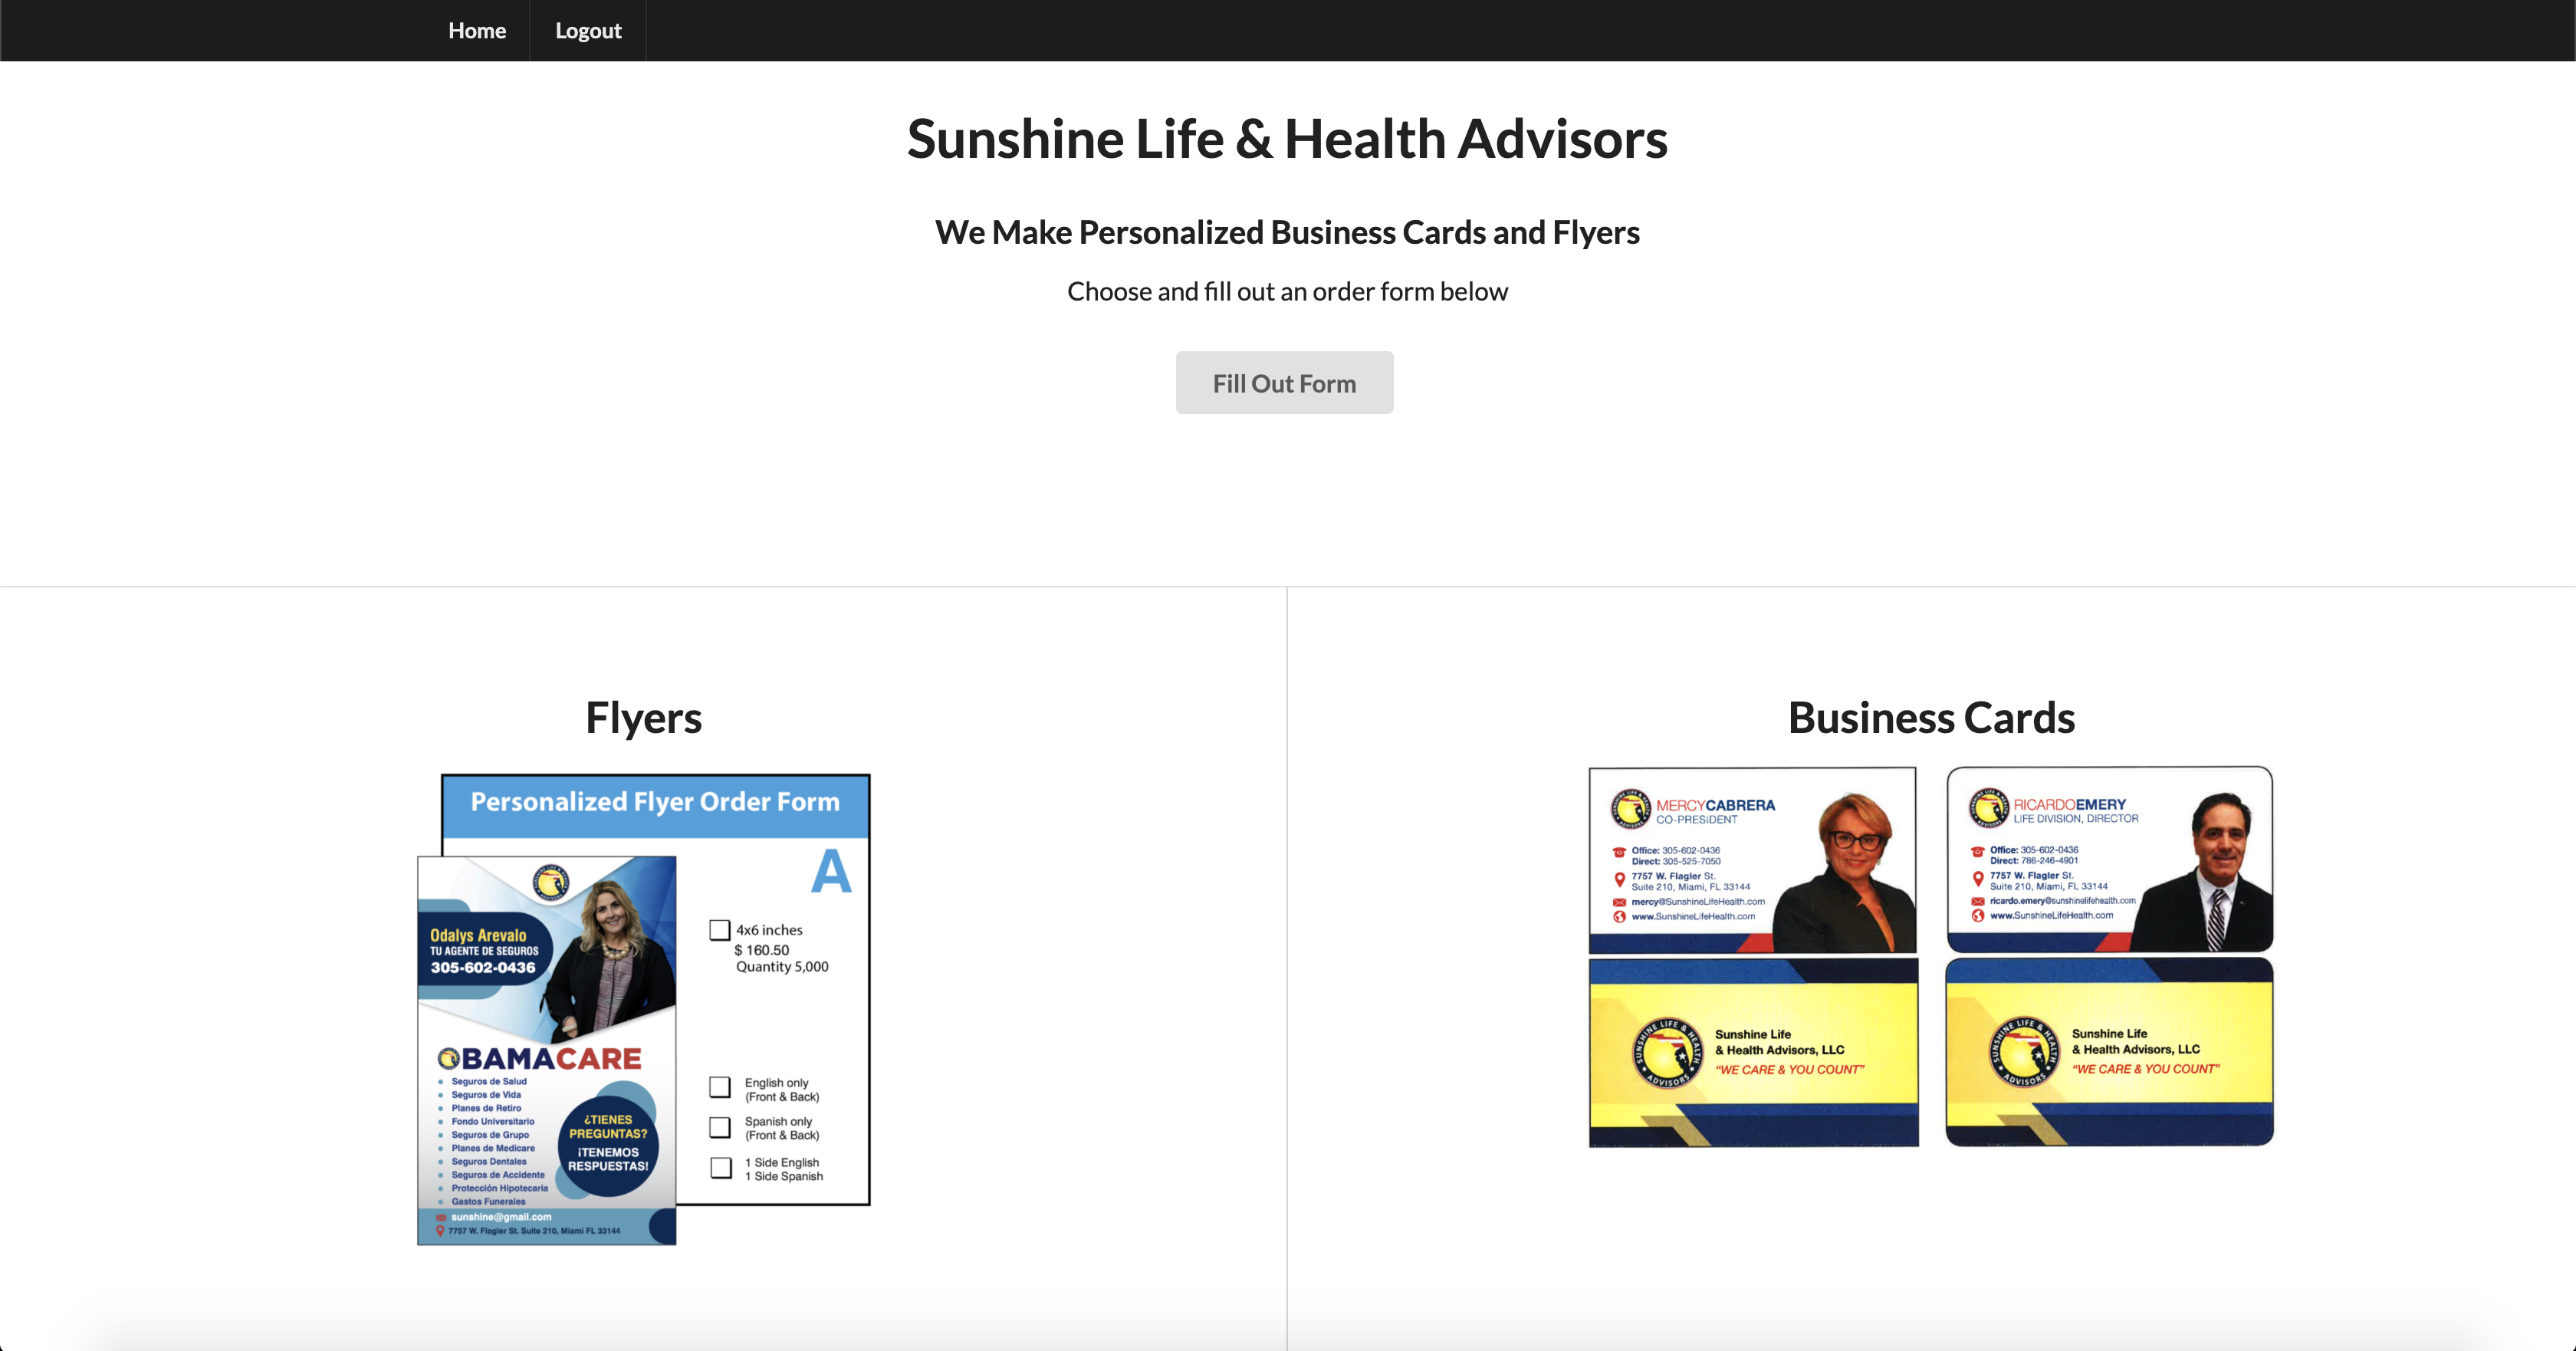 Home
Logout
Sunshine Life & Health Advisors
We Make Personalized Business Cards and Flyers
Choose and fill out an order form below
Fill Out Form
Flyers
Personalized Flyer Order Form
A
4x6 inches
$ 160.50
Quantity 5,000
English only
(Front & Back)
Spanish only
(Front & Back)
1 Side English
1 Side Spanish
Odalys Arevalo
TU AGENTE DE SEGUROS
305-602-0436
BAMACARE
Seguros de Salud
Seguros de Vida
Planes de Retiro
Fondo Universitario
Seguros de Grupo
Planes de Medicare
Seguros Dentales
Seguros de Accidente
Protección Hipotecaria
Gastos Funerales
¿TIENES
PREGUNTAS?
¡TENEMOS
RESPUESTAS!
sunshine@gmail.com
7757 W. Flagler St. Suite 210, Miami FL 33144
Business Cards
MERCYCABRERA
CO-PRESIDENT
Office: 305-602-0436
Direct: 305-525-7050
7757 W. Flagler St.
Suite 210, Miami, FL 33144
mercy@SunshineLifeHealth.com
www.SunshineLifeHealth.com
RICARDOEMERY
LIFE DIVISION, DIRECTOR
Office: 305-602-0436
Direct: 786-246-4901
7757 W. Flagler St.
Suite 210, Miami, FL 33144
ricardo.emery@sunshinelifehealth.com
www.SunshineLifeHealth.com
SUNSHINE LIFE & HEALTH
ADVISORS
Sunshine Life
& Health Advisors, LLC
"WE CARE & YOU COUNT"
SUNSHINE LIFE & HEALTH
ADVISORS
Sunshine Life
& Health Advisors, LLC
"WE CARE & YOU COUNT"